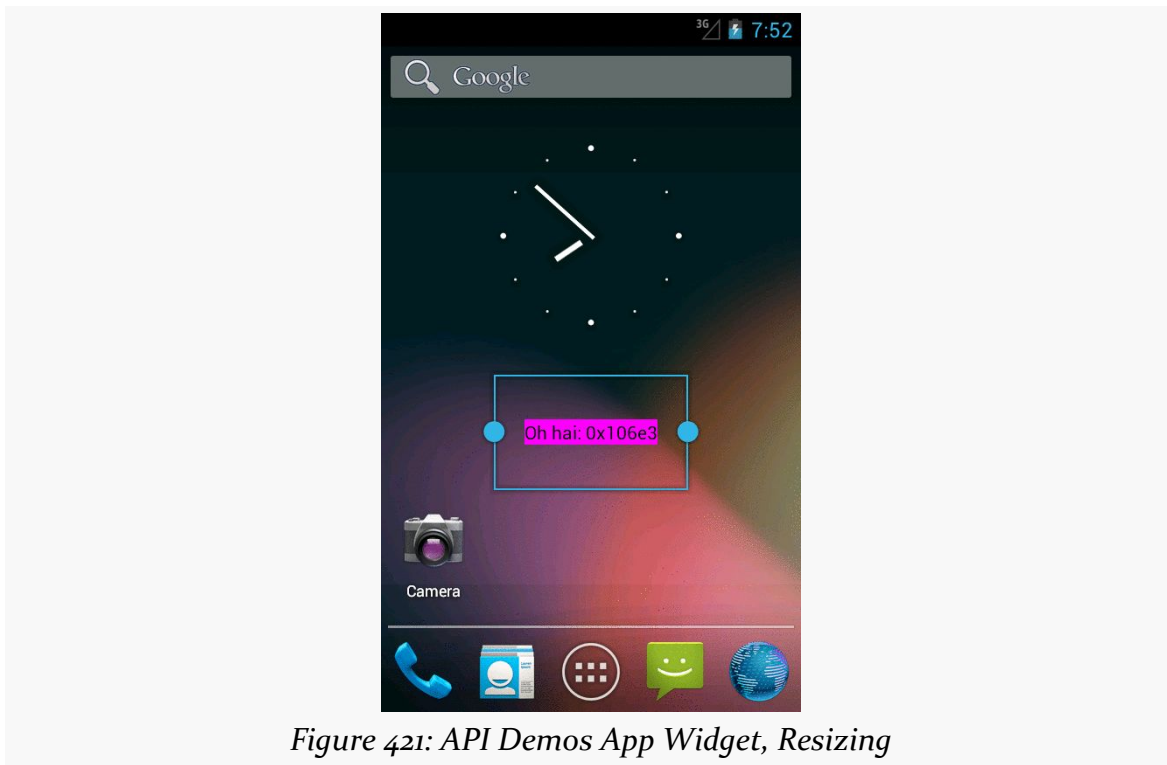 3G 7:52
Google
Oh hai: 0x106e3
Camera
Figure 421: API Demos App Widget, Resizing